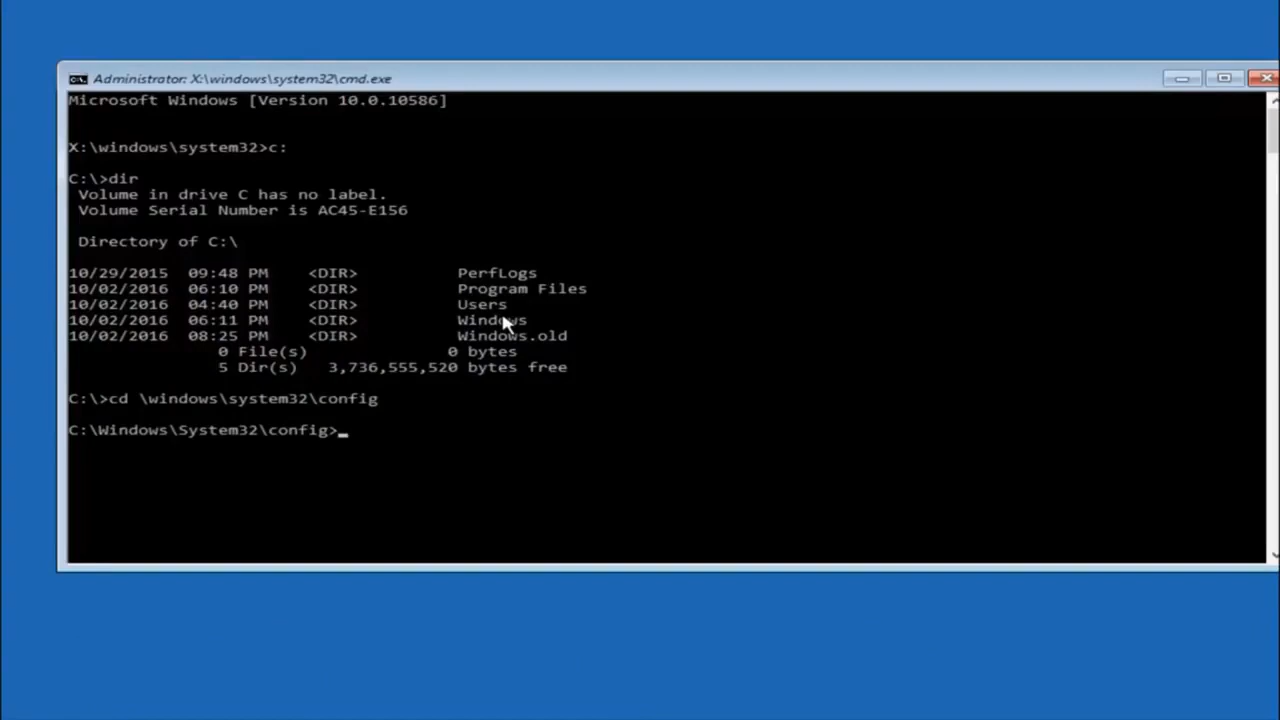 Administrator: X:\windows\system32\cmd.exe
Microsoft Windows [Version 10.0.10586]
X:\windows\system32>c:
C:\>dir
Volume in drive C has no label.
Volume Serial Number is AC45-E156
Directory of C:\
10/29/2015 09:48 PM <DIR> PerfLogs
10/02/2016 06:10 PM <DIR> Program Files
10/02/2016 04:40 PM <DIR> Users
10/02/2016 06:11 PM <DIR> Windows
10/02/2016 08:25 PM <DIR> Windows.old
0 File(s) 0 bytes
5 Dir(s) 3,736,555,520 bytes free
C:\>cd \windows\system32\config
C:\Windows\System32\config>_